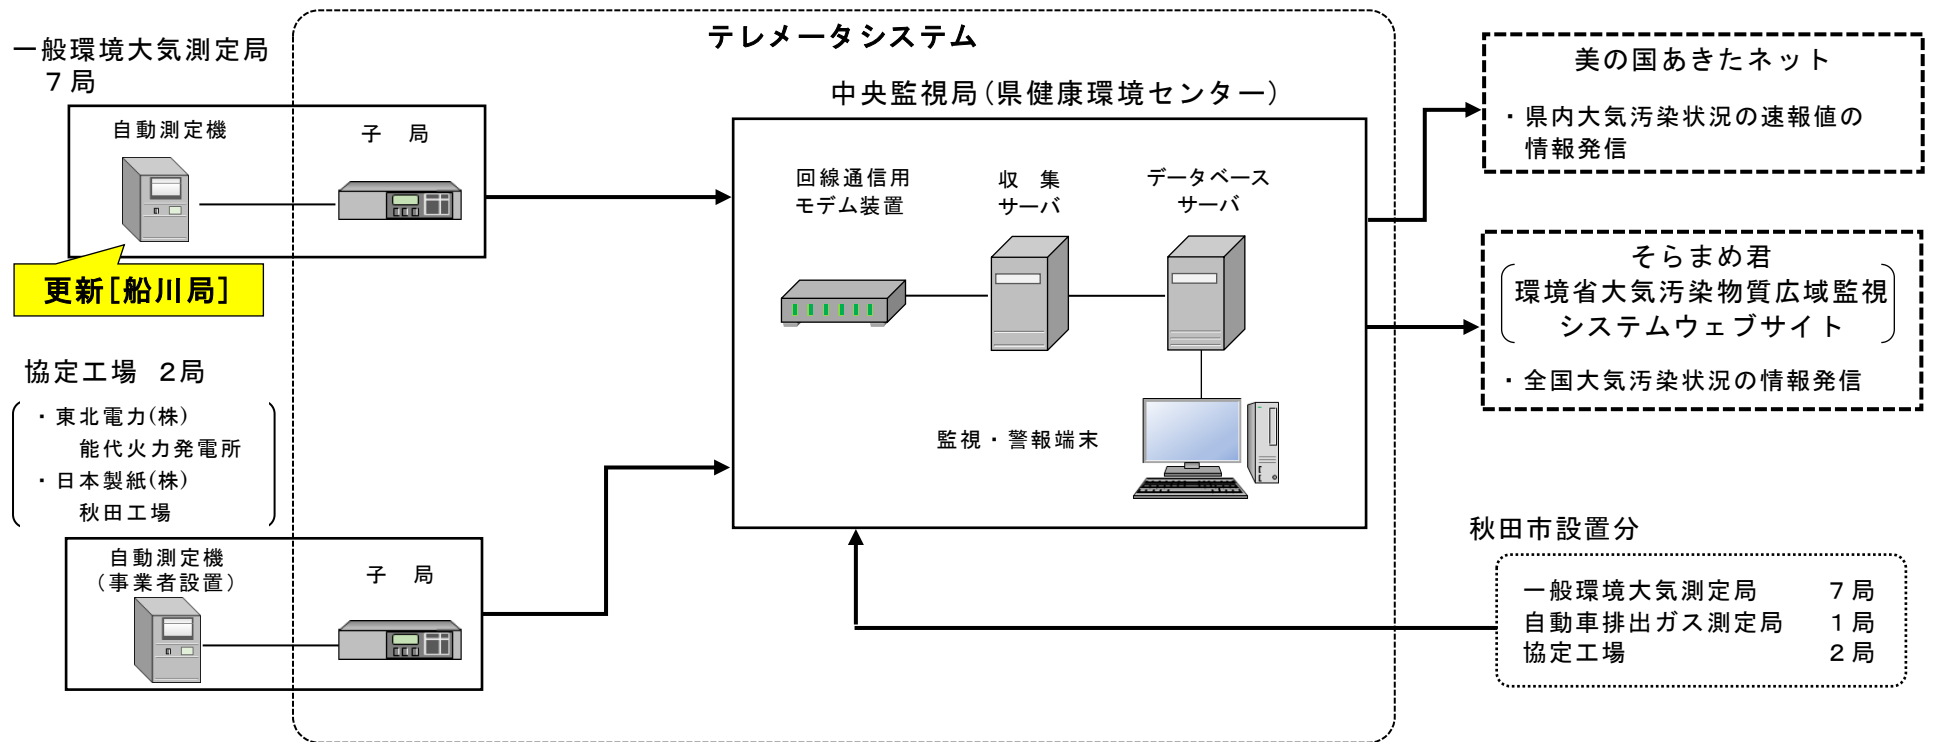 テレメータシステム
一般環境大気測定局
７局
自動測定機
子　局
更新[船川局]
協定工場　２局
・東北電力(株)
能代火力発電所
・日本製紙(株)
秋田工場
自動測定機
(事業者設置)
子　局
中央監視局(県健康環境センター)
回線通信用
モデム装置
収　集
サーバ
データベース
サーバ
監視・警報端末
美の国あきたネット
・県内大気汚染状況の速報値の
情報発信
そらまめ君
環境省大気汚染物質広域監視
システムウェブサイト
・全国大気汚染状況の情報発信
秋田市設置分
一般環境大気測定局　７局
自動車排出ガス測定局　１局
協定工場　２局